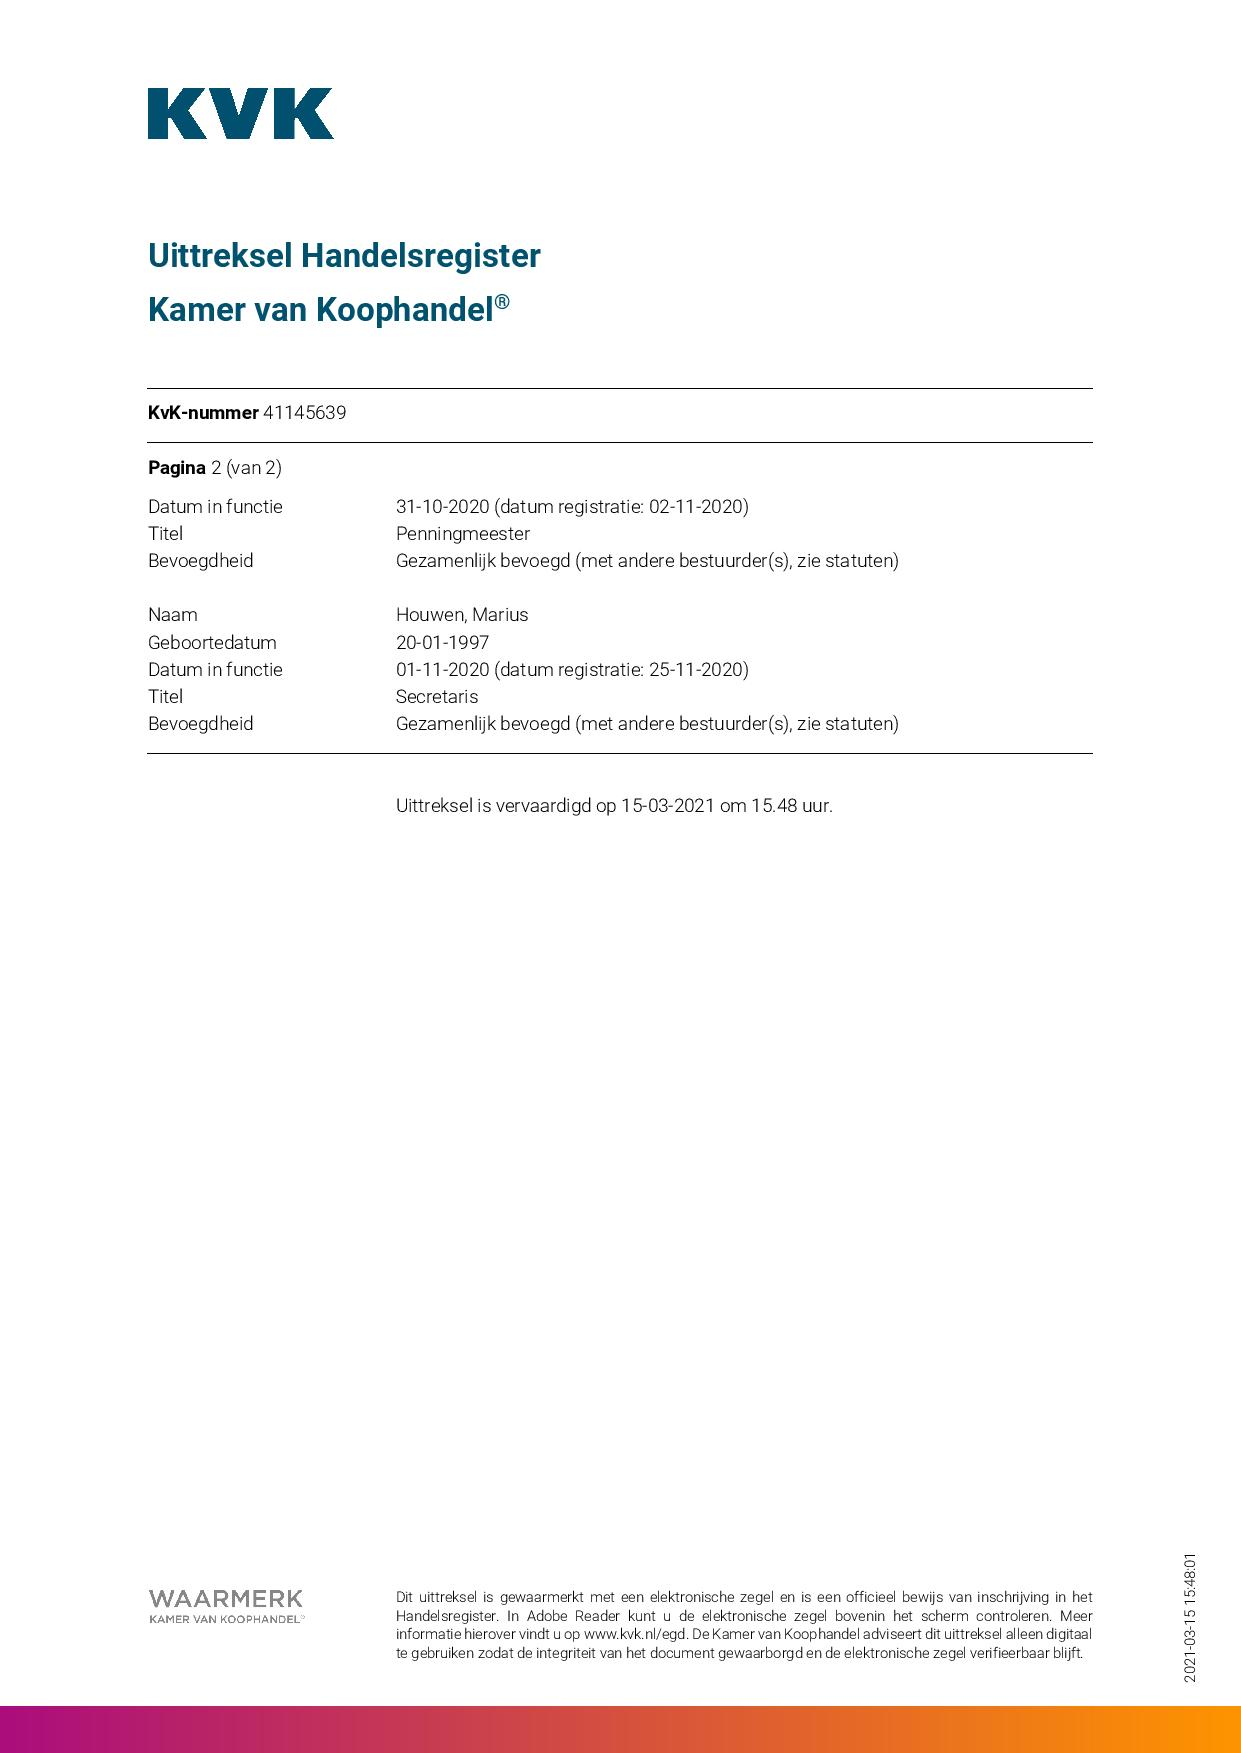 KVK
Uittreksel Handelsregister
Kamer van Koophandel®
KvK-nummer 41145639
Pagina 2 (van 2)
Datum in functie 31-10-2020 (datum registratie: 02-11-2020)
Titel Penningmeester
Bevoegdheid Gezamenlijk bevoegd (met andere bestuurder(s), zie statuten)
Naam Houwen, Marius
Geboortedatum 20-01-1997
Datum in functie 01-11-2020 (datum registratie: 25-11-2020)
Titel Secretaris
Bevoegdheid Gezamenlijk bevoegd (met andere bestuurder(s), zie statuten)
Uittreksel is vervaardigd op 15-03-2021 om 15.48 uur.
WAARMERK
KAMER VAN KOOPHANDEL®
Dit uittreksel is gewaarmerkt met een elektronische zegel en is een officieel bewijs van inschrijving in het
Handelsregister. In Adobe Reader kunt u de elektronische zegel bovenin het scherm controleren. Meer
informatie hierover vindt u op www.kvk.nl/egd. De Kamer van Koophandel adviseert dit uittreksel alleen digitaal
te gebruiken zodat de integriteit van het document gewaarborgd en de elektronische zegel verifieerbaar blijft.
2021-03-15 15:48:01